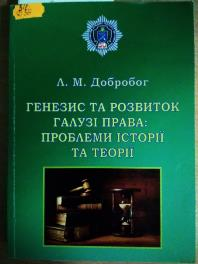 Л. М. Добробог
ГЕНЕЗИС ТА РОЗВИТОК
ГАЛУЗІ ПРАВА:
ПРОБЛЕМИ ІСТОРІЇ
ТА ТЕОРІЇ